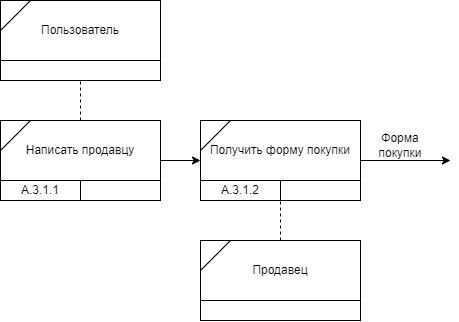 Пользователь
Написать продавцу
A.3.1.1
Получить форму покупки
A.3.1.2
Форма
покупки
Продавец